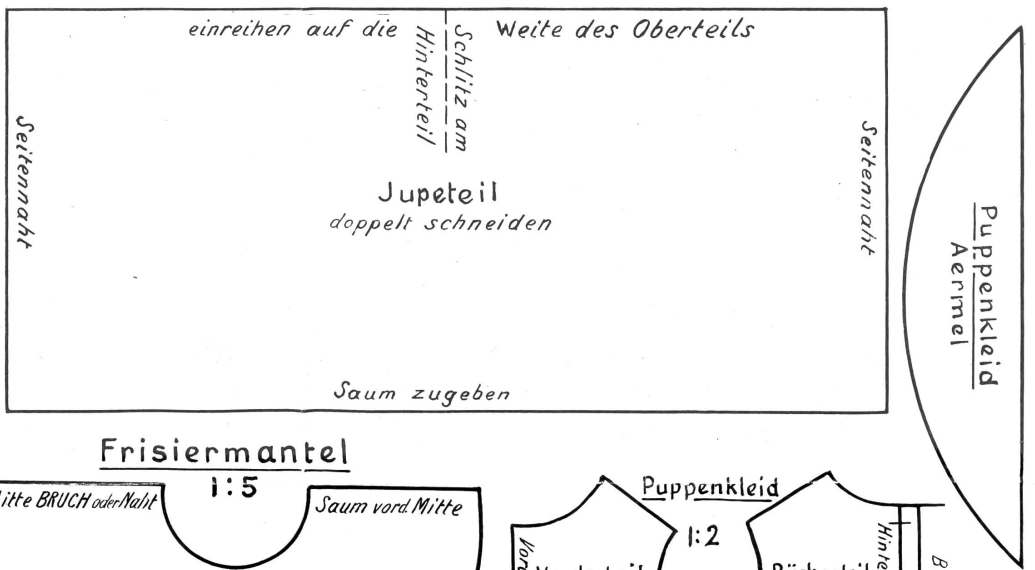 einreihen auf die Weite des Oberteils
Schlitz am
Hinterteil
Seitennaht
Seitennaht
Jupeteil
doppelt schneiden
Saum zugeben
Puppenkleid
Aermel
Frisiermantel
1:5
BRUCH oder Naht
Saum vord. Mitte
Puppenkleid
1:2